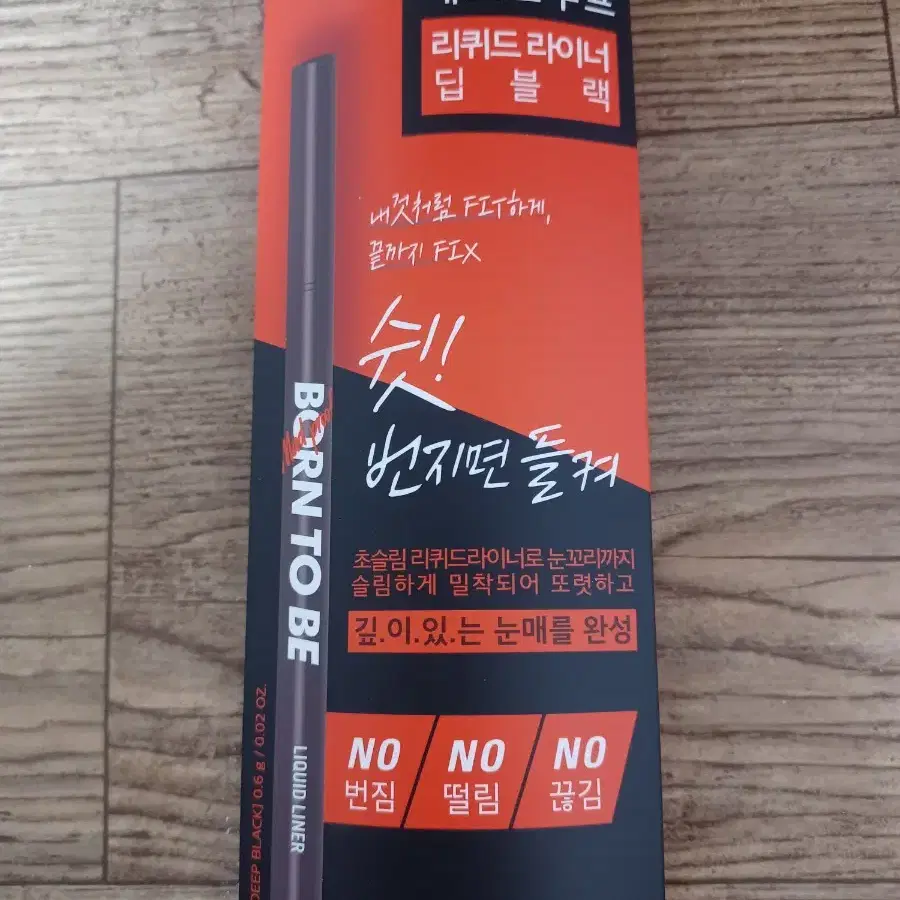 리퀴드 라이너
딥 블 랙
내것처럼 FIT하게,
끝까지 FIX
쉿!
번지면 들켜
초슬림 리퀴드라이너로 눈꼬리까지
슬림하게 밀착되어 또렷하고
깊.이.있.는 눈매를 완성
NO
번짐
NO
떨림
NO
끊김
BORN TO BE
LIQUID LINER
DEEP BLACK] 0.6 g / 0.02 OZ.